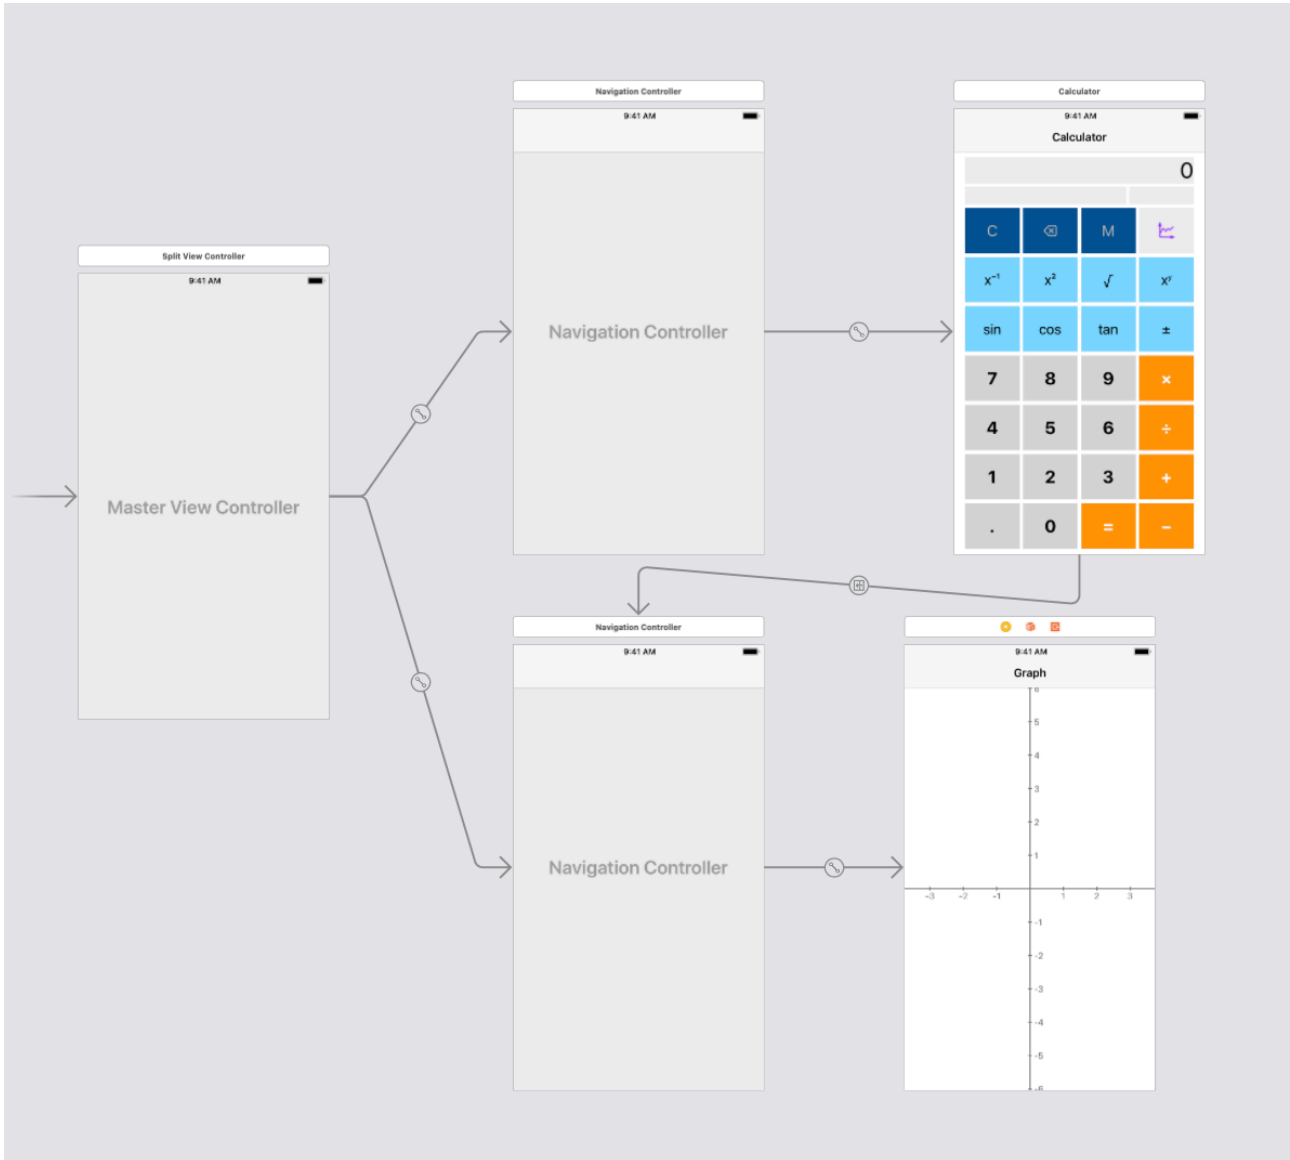 Navigation Controller
9:41 AM
Navigation Controller
Calculator
9:41 AM
Calculator
0
C M
x⁻¹ x² √ xʸ
sin cos tan ±
7 8 9 ×
4 5 6 ÷
1 2 3 +
. 0 = −
Split View Controller
9:41 AM
Master View Controller
Navigation Controller
9:41 AM
Navigation Controller
9:41 AM
Graph
6
5
4
3
2
1
-3 -2 -1 1 2 3
-1
-2
-3
-4
-5
-6